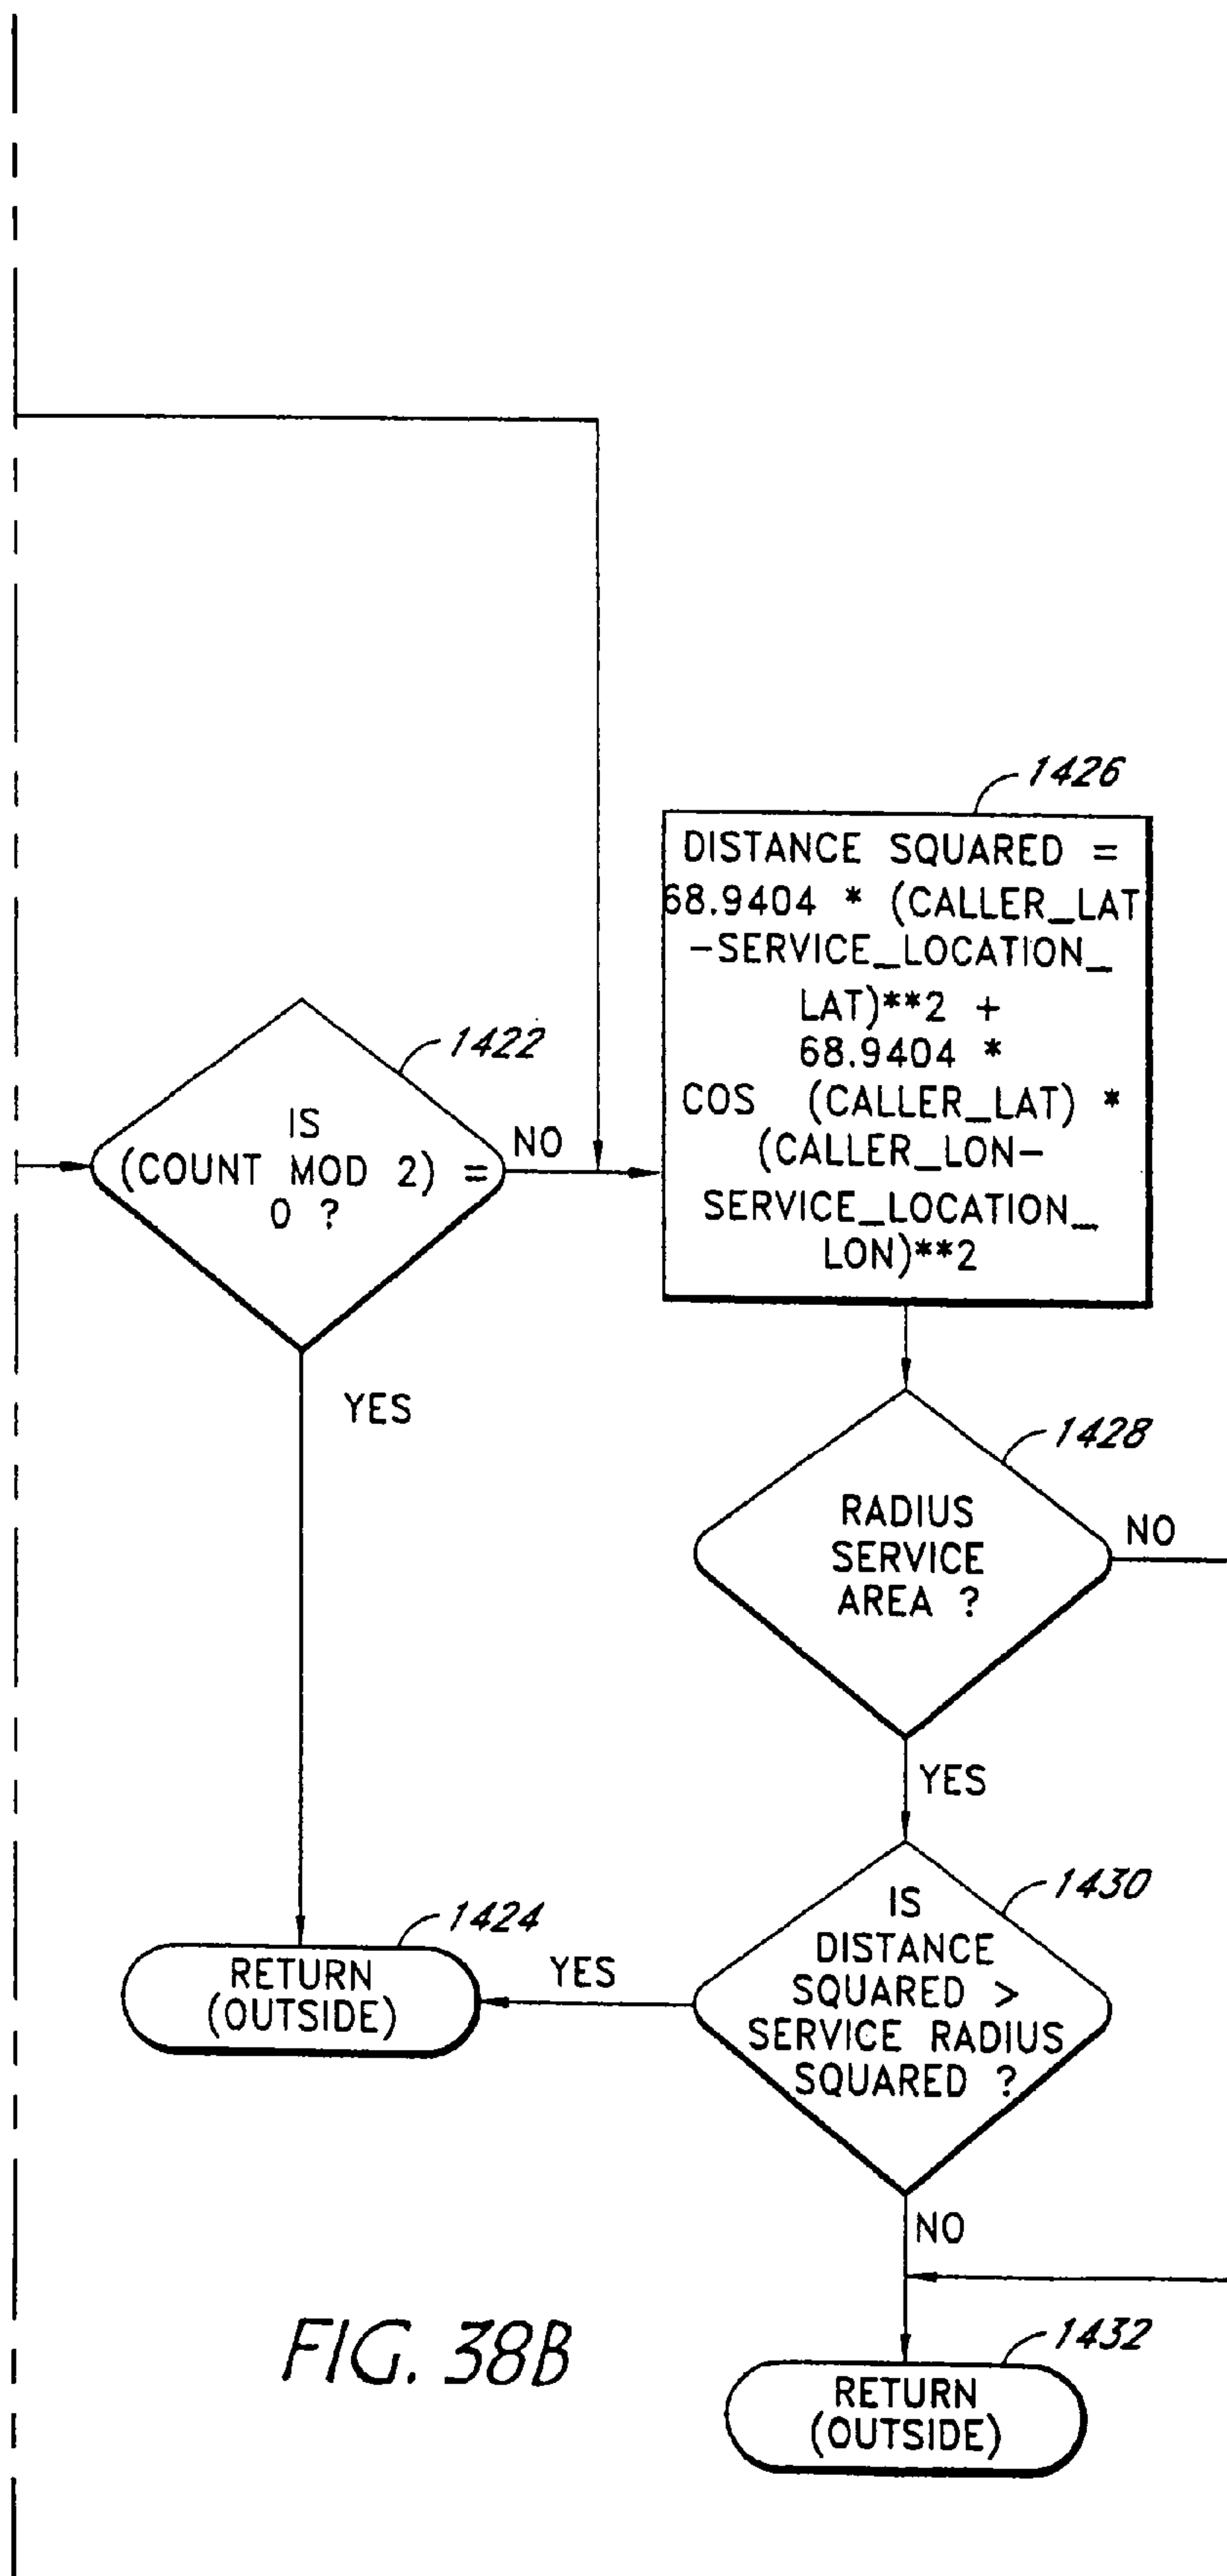 1426
DISTANCE SQUARED =
68.9404 * (CALLER_LAT
-SERVICE_LOCATION_
LAT)**2 +
68.9404 *
COS (CALLER_LAT) *
(CALLER_LON-
SERVICE_LOCATION_
LON)**2
1422
IS
(COUNT MOD 2) =
0 ?
NO
YES
1428
RADIUS
SERVICE
AREA ?
NO
YES
1430
IS
DISTANCE
SQUARED >
SERVICE RADIUS
SQUARED ?
YES
1424
RETURN
(OUTSIDE)
NO
1432
RETURN
(OUTSIDE)
FIG. 38B